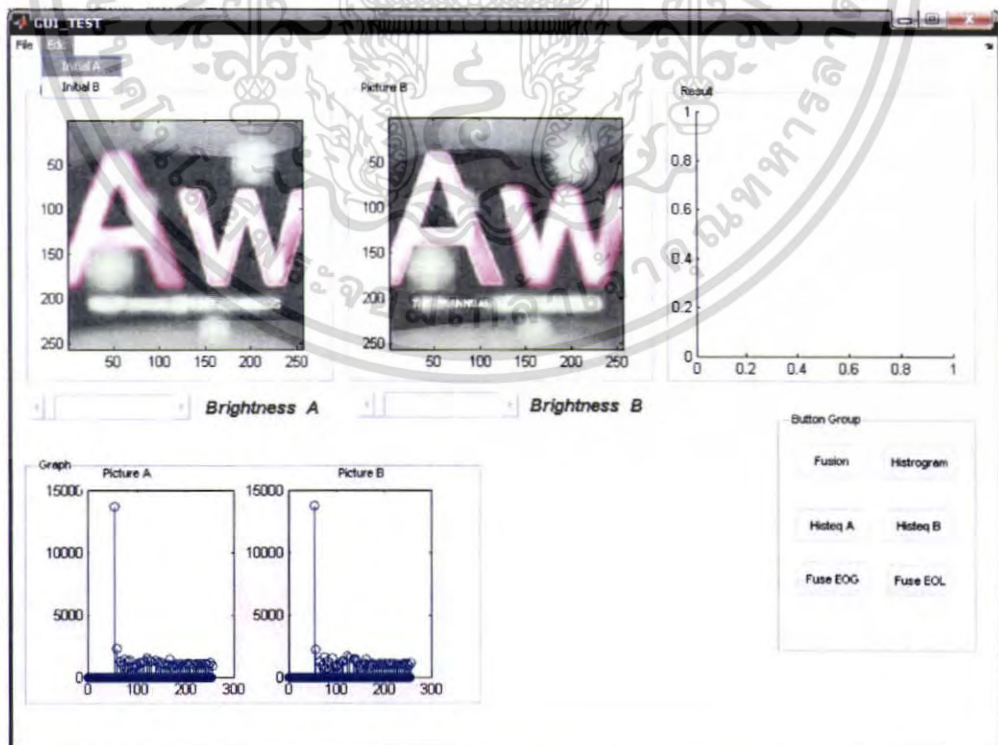 GUI_TEST
File Edit
Initial A
Initial B
Picture B
Result
Aw
Aw
50
100
150
200
250
50 100 150 200 250
50
100
150
200
250
50 100 150 200 250
1
0.8
0.6
0.4
0.2
0
0 0.2 0.4 0.6 0.8 1
Brightness A
Brightness B
Button Group
Fusion Histrogram
Histeq A Histeq B
Fuse EOG Fuse EOL
Graph
Picture A
Picture B
15000
10000
5000
0
0 100 200 300
15000
10000
5000
0
0 100 200 300